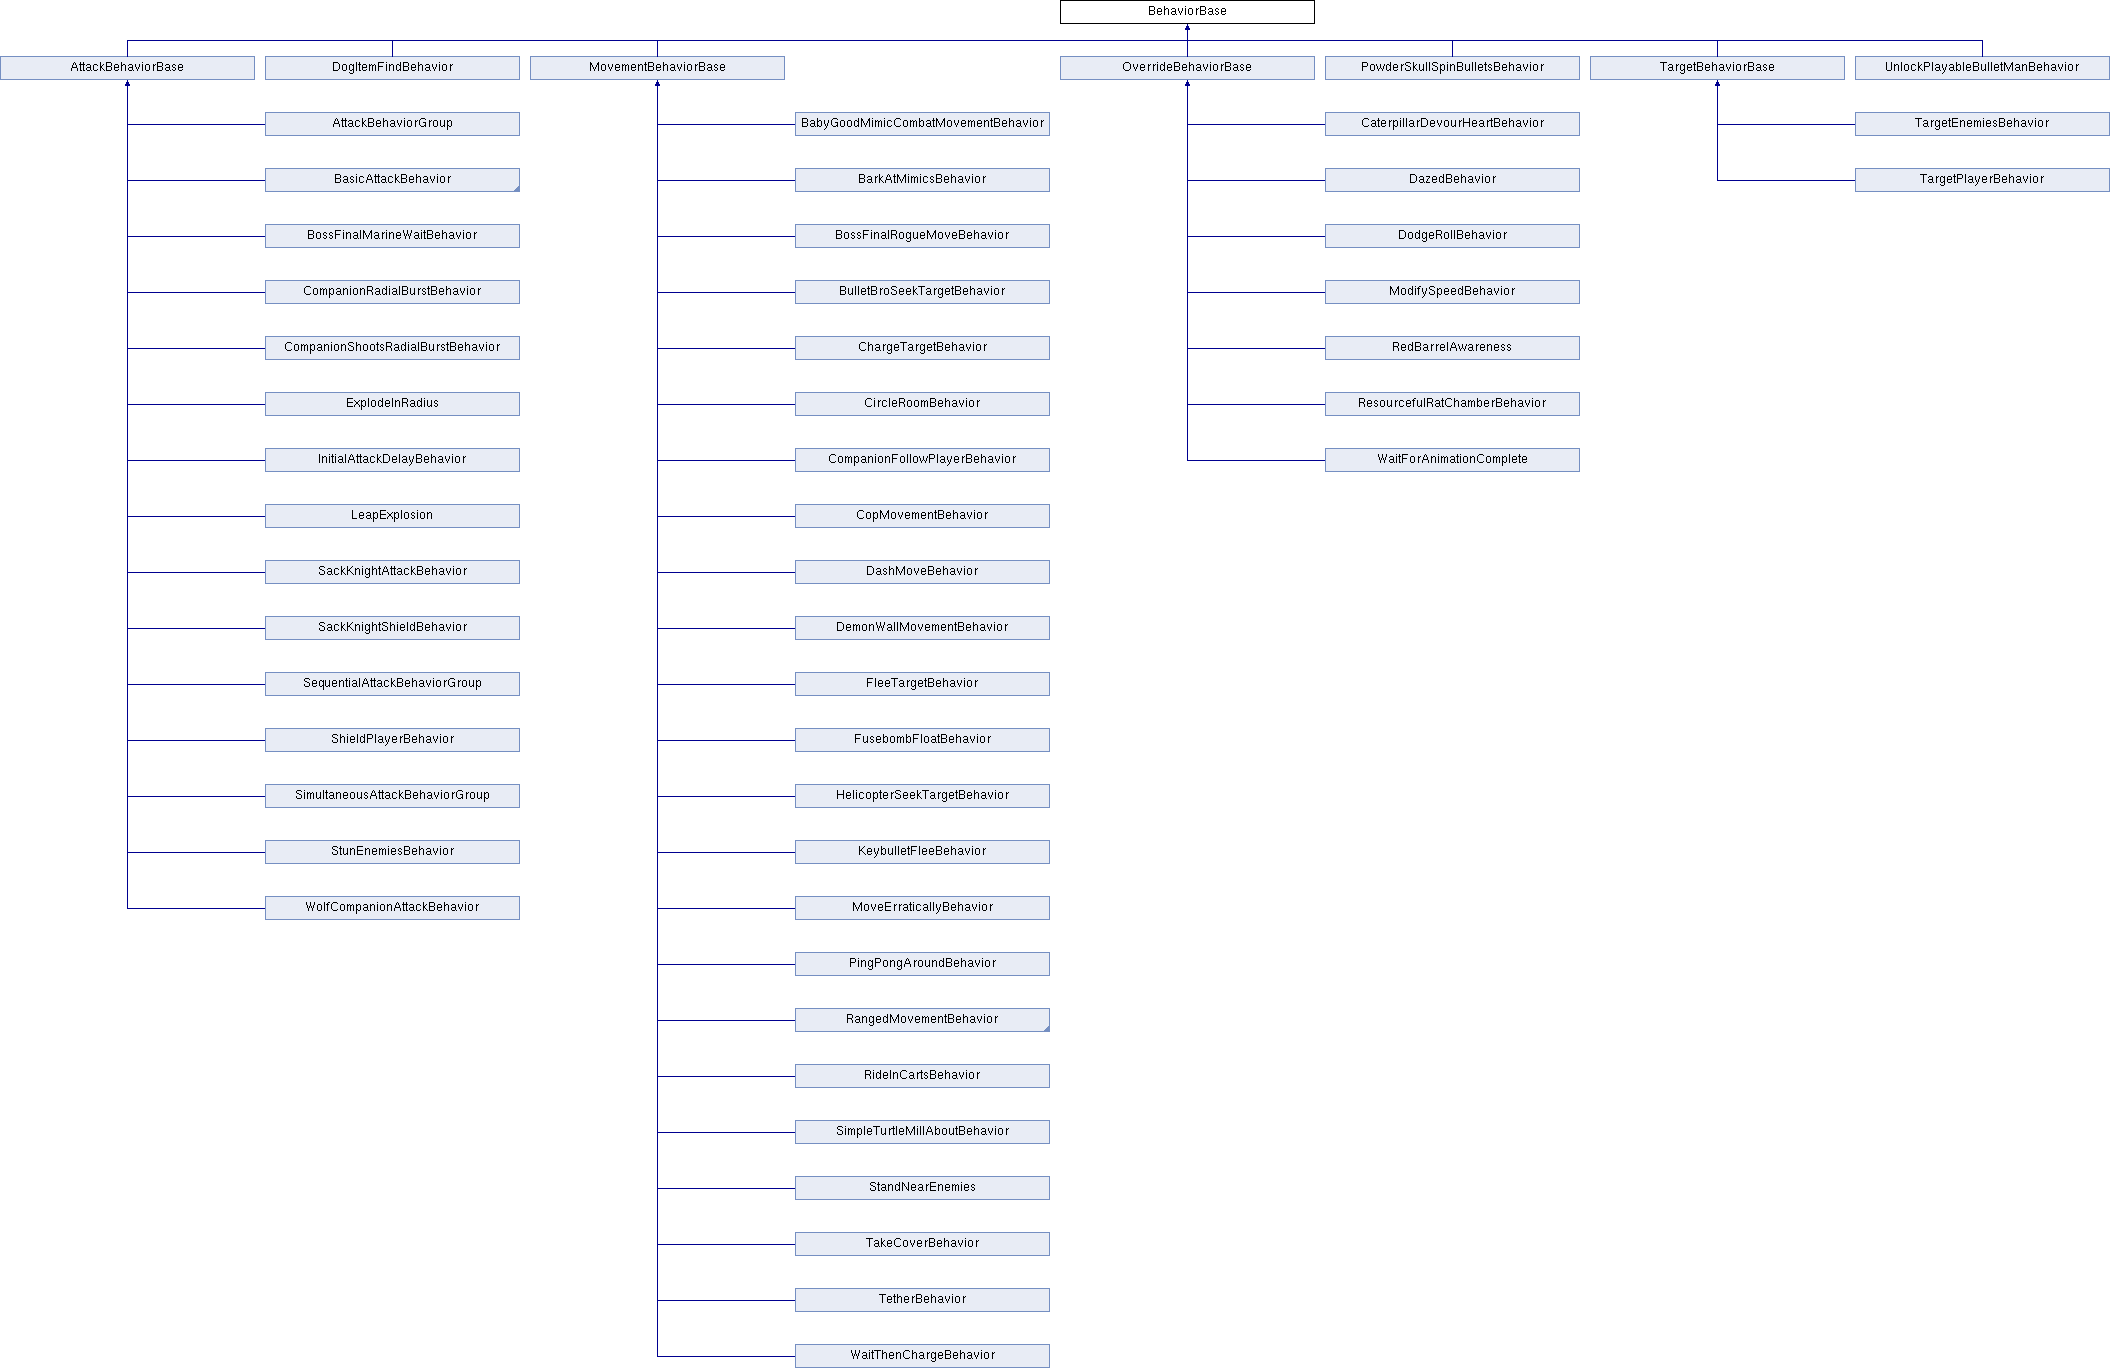 BehaviorBase
AttackBehaviorBase
DogItemFindBehavior
MovementBehaviorBase
OverrideBehaviorBase
PowderSkullSpinBulletsBehavior
TargetBehaviorBase
UnlockPlayableBulletManBehavior
AttackBehaviorGroup
BabyGoodMimicCombatMovementBehavior
CaterpillarDevourHeartBehavior
TargetEnemiesBehavior
BasicAttackBehavior
BarkAtMimicsBehavior
DazedBehavior
TargetPlayerBehavior
BossFinalMarineWaitBehavior
BossFinalRogueMoveBehavior
DodgeRollBehavior
CompanionRadialBurstBehavior
BulletBroSeekTargetBehavior
ModifySpeedBehavior
CompanionShootsRadialBurstBehavior
ChargeTargetBehavior
RedBarrelAwareness
ExplodeInRadius
CircleRoomBehavior
ResourcefulRatChamberBehavior
InitialAttackDelayBehavior
CompanionFollowPlayerBehavior
WaitForAnimationComplete
LeapExplosion
CopMovementBehavior
SackKnightAttackBehavior
DashMoveBehavior
SackKnightShieldBehavior
DemonWallMovementBehavior
SequentialAttackBehaviorGroup
FleeTargetBehavior
ShieldPlayerBehavior
FusebombFloatBehavior
SimultaneousAttackBehaviorGroup
HelicopterSeekTargetBehavior
StunEnemiesBehavior
KeybulletFleeBehavior
WolfCompanionAttackBehavior
MoveErraticallyBehavior
PingPongAroundBehavior
RangedMovementBehavior
RideInCartsBehavior
SimpleTurtleMillAboutBehavior
StandNearEnemies
TakeCoverBehavior
TetherBehavior
WaitThenChargeBehavior